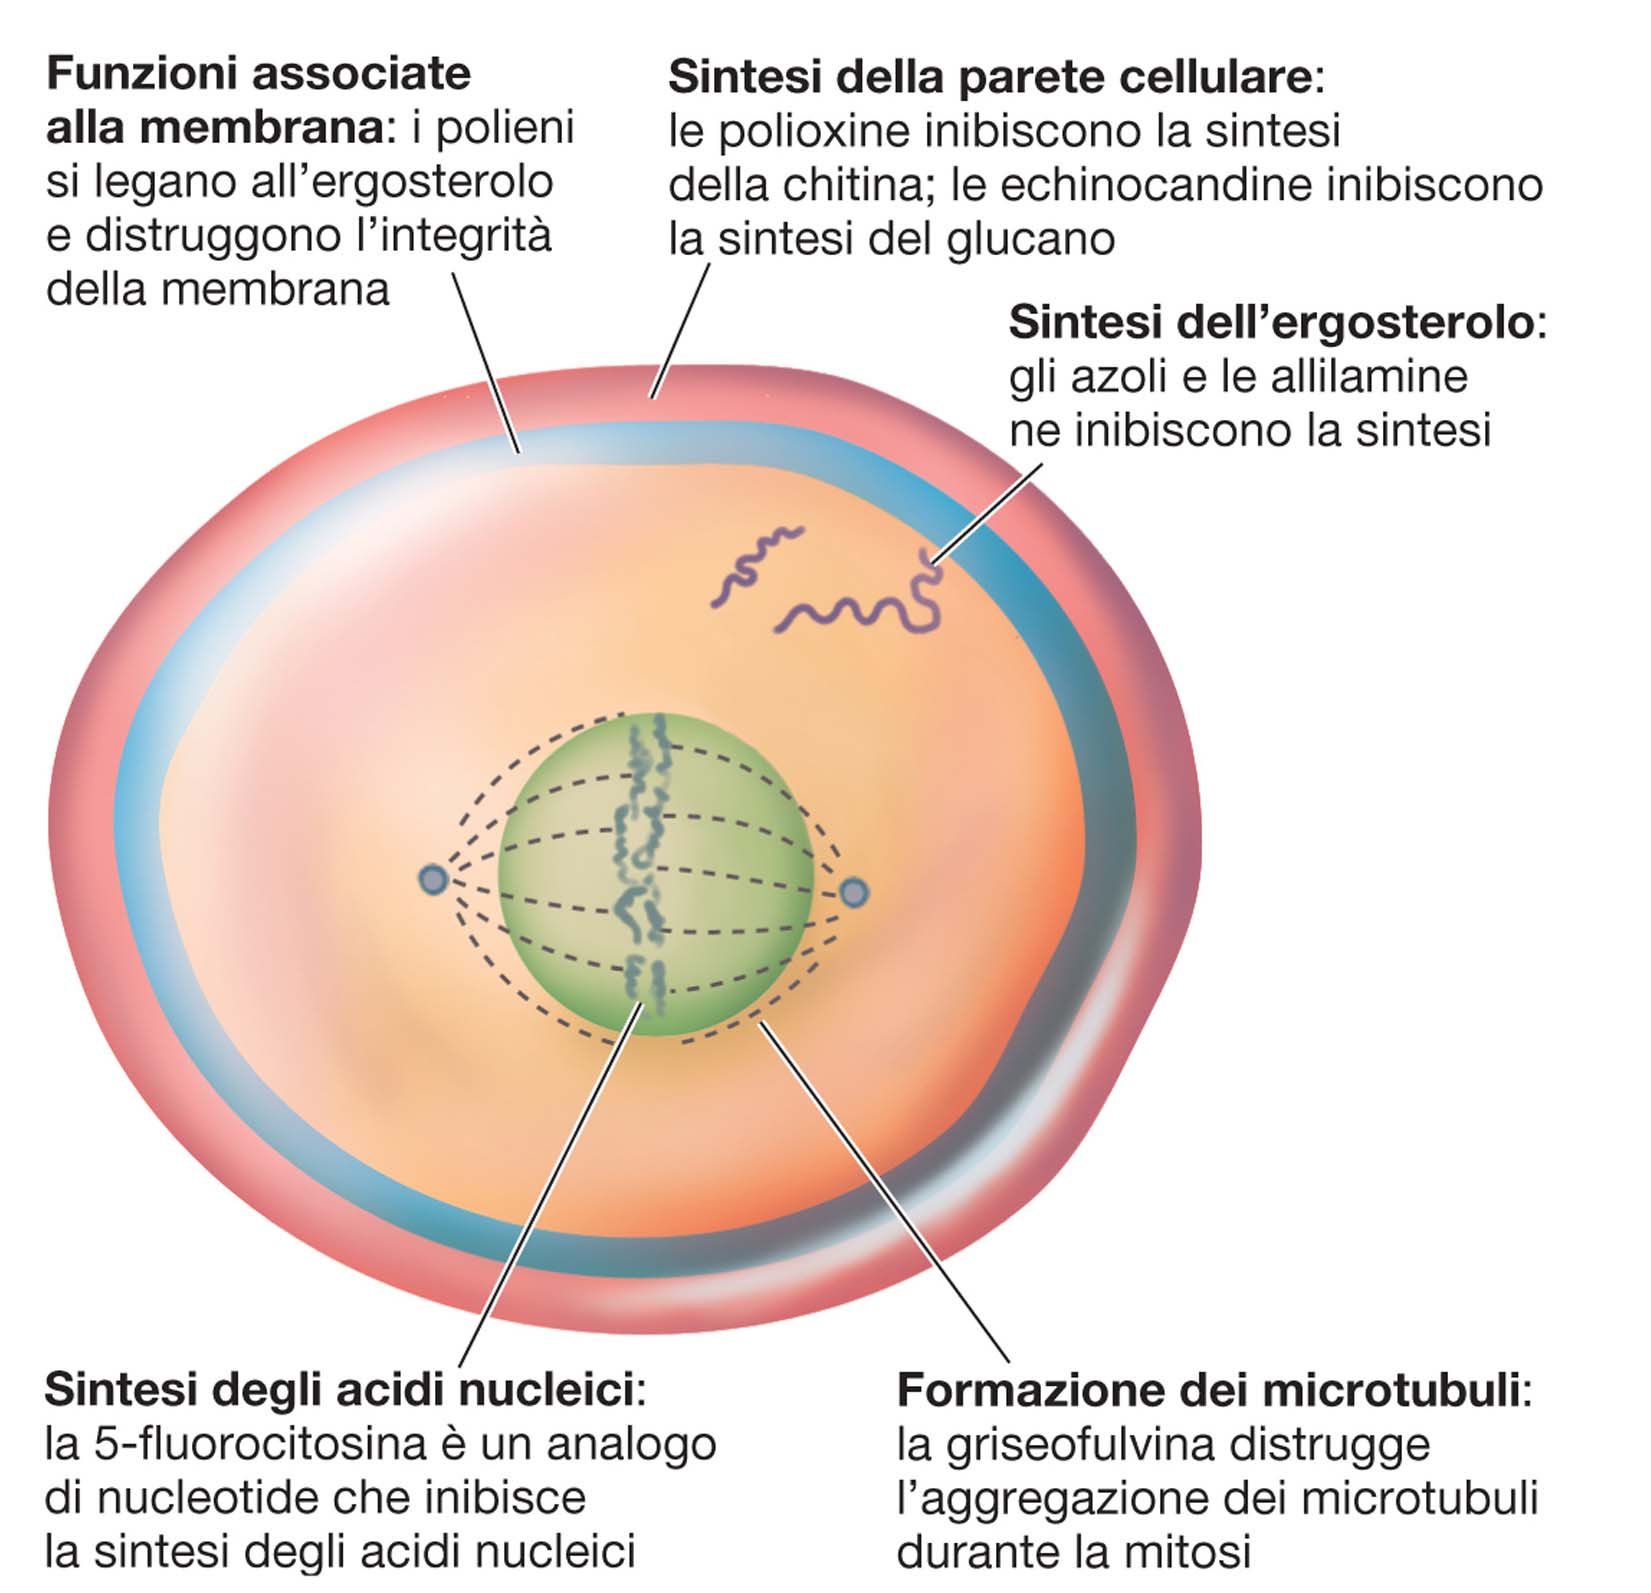 Funzioni associate
alla membrana: i polieni
si legano all’ergosterolo
e distruggono l’integrità
della membrana
Sintesi della parete cellulare:
le polioxine inibiscono la sintesi
della chitina; le echinocandine inibiscono
la sintesi del glucano
Sintesi dell’ergosterolo:
gli azoli e le allilamine
ne inibiscono la sintesi
Sintesi degli acidi nucleici:
la 5-fluorocitosina è un analogo
di nucleotide che inibisce
la sintesi degli acidi nucleici
Formazione dei microtubuli:
la griseofulvina distrugge
l’aggregazione dei microtubuli
durante la mitosi